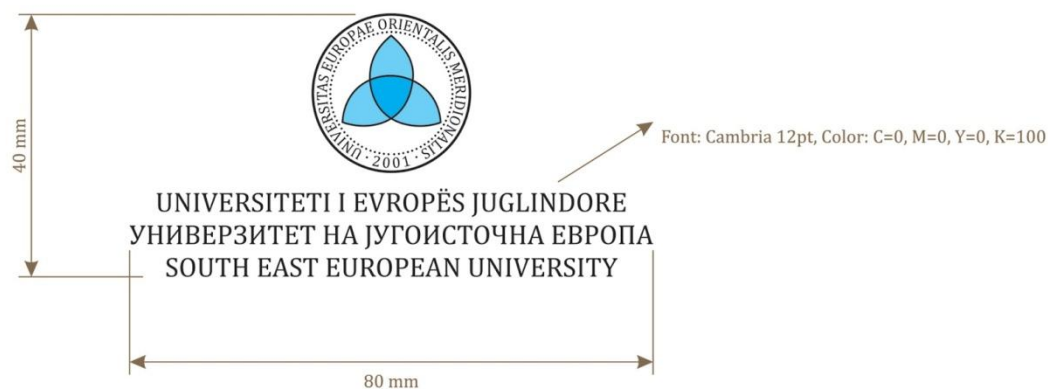 UNIVERSITAS EUROPAE ORIENTALIS MERIDIONALIS
· 2001 ·
40 mm
Font: Cambria 12pt, Color: C=0, M=0, Y=0, K=100
UNIVERSITETI I EVROPËS JUGLINDORE
УНИВЕРЗИТЕТ НА ЈУГОИСТОЧНА ЕВРОПА
SOUTH EAST EUROPEAN UNIVERSITY
80 mm